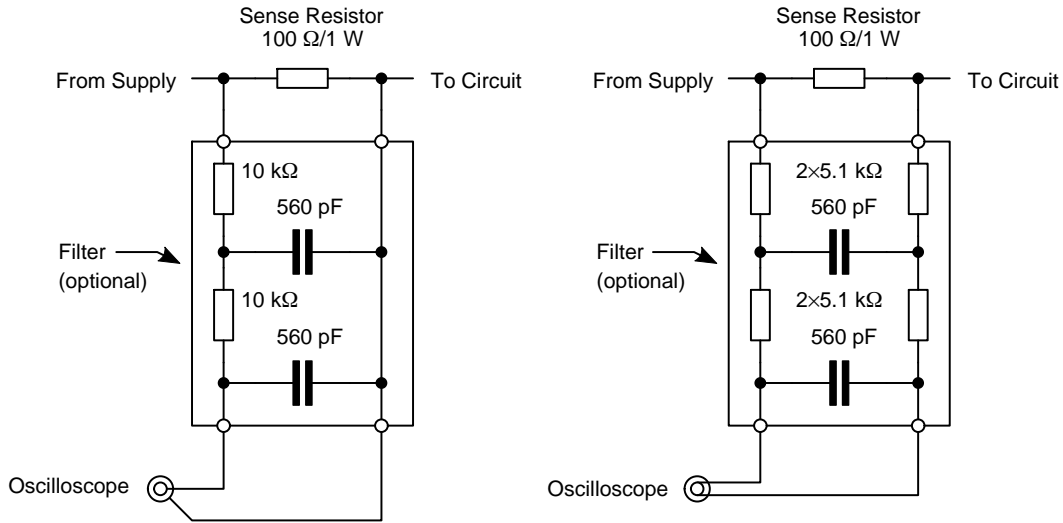 Sense Resistor
100 Ω/1 W
From Supply
To Circuit
10 kΩ
560 pF
Filter
(optional)
10 kΩ
560 pF
Oscilloscope
Sense Resistor
100 Ω/1 W
From Supply
To Circuit
2×5.1 kΩ
560 pF
Filter
(optional)
2×5.1 kΩ
560 pF
Oscilloscope